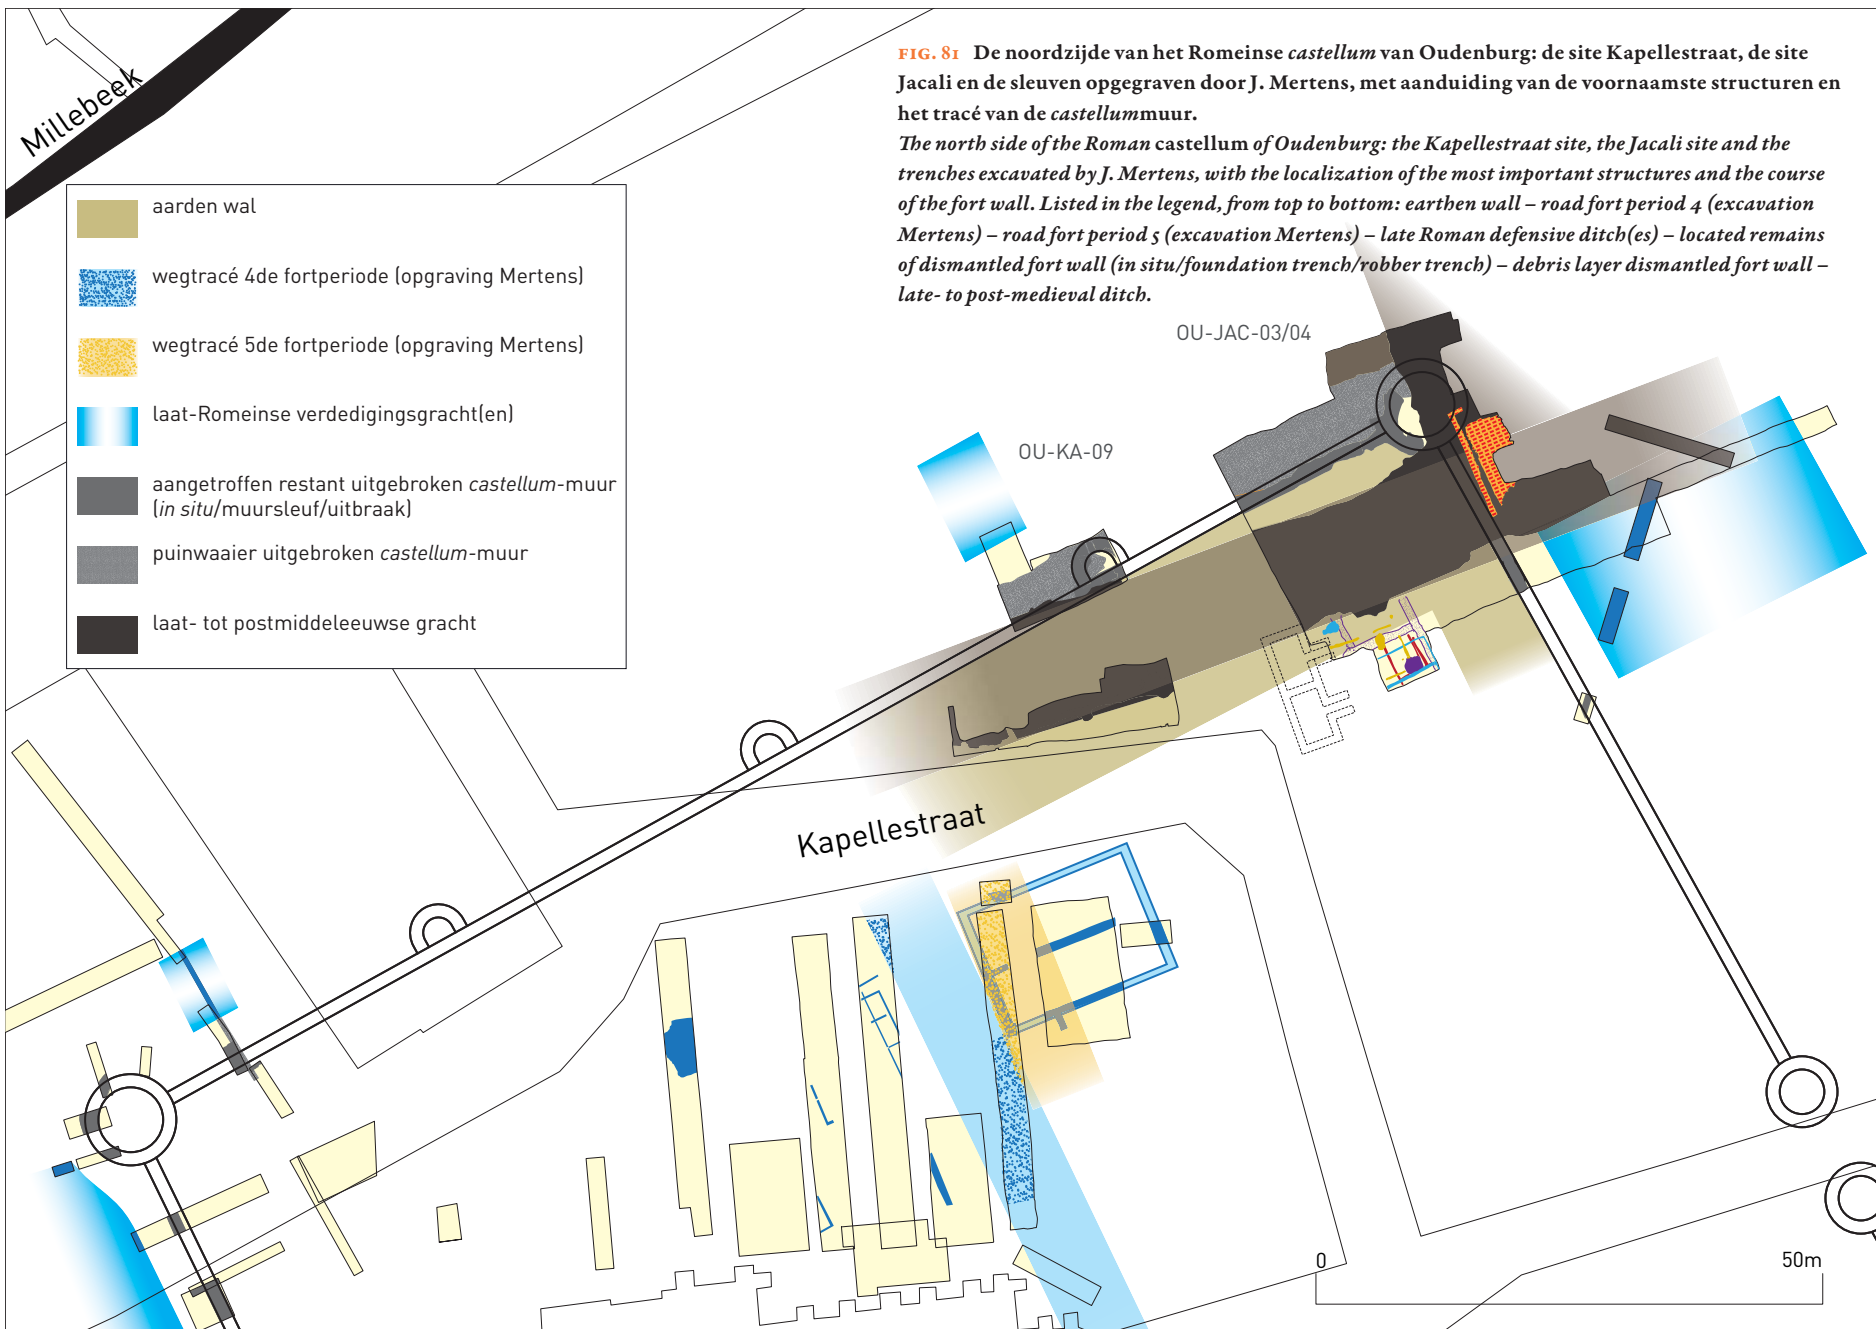 FIG. 81 De noordzijde van het Romeinse castellum van Oudenburg: de site Kapellestraat, de site
Jacali en de sleuven opgegraven door J. Mertens, met aanduiding van de voornaamste structuren en
het tracé van de castellummuur.
The north side of the Roman castellum of Oudenburg: the Kapellestraat site, the Jacali site and the
trenches excavated by J. Mertens, with the localization of the most important structures and the course
of the fort wall. Listed in the legend, from top to bottom: earthen wall – road fort period 4 (excavation
Mertens) – road fort period 5 (excavation Mertens) – late Roman defensive ditch(es) – located remains
of dismantled fort wall (in situ/foundation trench/robber trench) – debris layer dismantled fort wall –
late- to post-medieval ditch.
Millebeek
aarden wal
wegtracé 4de fortperiode (opgraving Mertens)
wegtracé 5de fortperiode (opgraving Mertens)
laat-Romeinse verdedigingsgracht(en)
aangetroffen restant uitgebroken castellum-muur
(in situ/muursleuf/uitbraak)
puinwaaier uitgebroken castellum-muur
laat- tot postmiddeleeuwse gracht
OU-JAC-03/04
OU-KA-09
Kapellestraat
0
50m